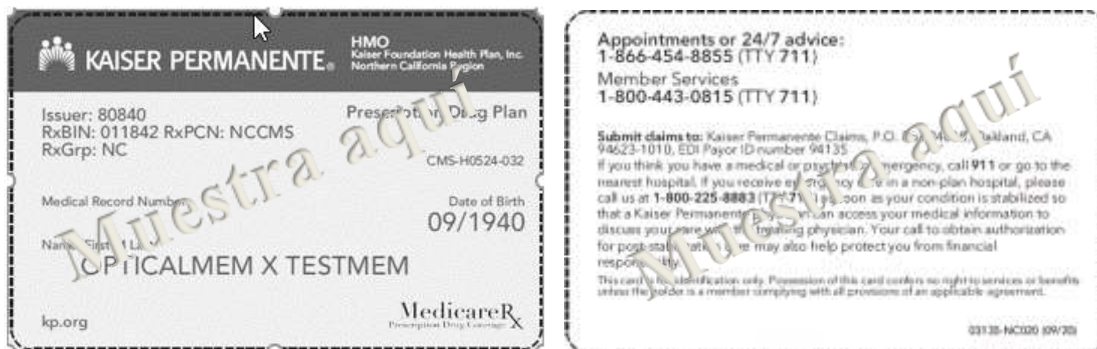 KAISER PERMANENTE®
HMO
Kaiser Foundation Health Plan, Inc.
Northern California Region
Issuer: 80840
RxBIN: 011842 RxPCN: NCCMS
RxGrp: NC
Prescription Drug Plan
CMS-H0524-032
Medical Record Number
Date of Birth
09/1940
Name: First M Last
OPTICALMEM X TESTMEM
kp.org
MedicareRx
Prescription Drug Coverage
Muestra aquí
Appointments or 24/7 advice:
1-866-454-8855 (TTY 711)
Member Services
1-800-443-0815 (TTY 711)
Submit claims to: Kaiser Permanente Claims, P.O. Oakland, CA
94623-1010, EDI Payor ID number 94135
If you think you have a medical or psychiatric emergency, call 911 or go to the
nearest hospital. If you receive emergency care in a non-plan hospital, please
call us at 1-800-225-8883 (TTY 711) as soon as your condition is stabilized so
that a Kaiser Permanente can access your medical information to
discuss your care with the treating physician. Your call to obtain authorization
for post-stabilization care may also help protect you from financial
responsibility.
This card is for identification only. Possession of this card confers no right to services or benefits
unless the holder is a member complying with all provisions of an applicable agreement.
03135-NC020 (09/20)
Muestra aquí